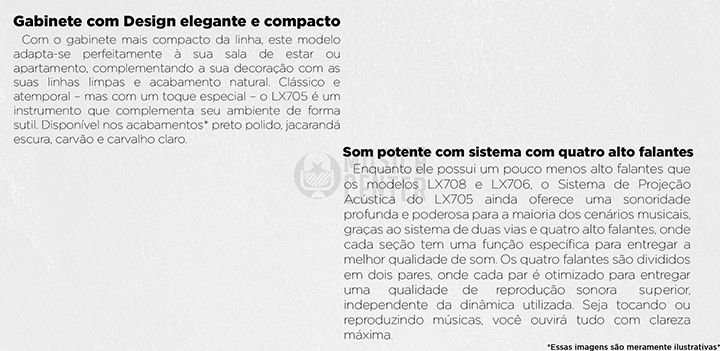 Gabinete com Design elegante e compacto
Com o gabinete mais compacto da linha, este modelo
adapta-se perfeitamente à sua sala de estar ou
apartamento, complementando a sua decoração com as
suas linhas limpas e acabamento natural. Clássico e
atemporal – mas com um toque especial – o LX705 é um
instrumento que complementa seu ambiente de forma
sutil. Disponível nos acabamentos* preto polido, jacarandá
escura, carvão e carvalho claro.
Som potente com sistema com quatro alto falantes
Enquanto ele possui um pouco menos alto falantes que
os modelos LX708 e LX706, o Sistema de Projeção
Acústica do LX705 ainda oferece uma sonoridade
profunda e poderosa para a maioria dos cenários musicais,
graças ao sistema de duas vias e quatro alto falantes, onde
cada seção tem uma função específica para entregar a
melhor qualidade de som. Os quatro falantes são divididos
em dois pares, onde cada par é otimizado para entregar
uma qualidade de reprodução sonora superior,
independente da dinâmica utilizada. Seja tocando ou
reproduzindo músicas, você ouvirá tudo com clareza
máxima.
*Essas imagens são meramente ilustrativas*
MUSIC
CENTER